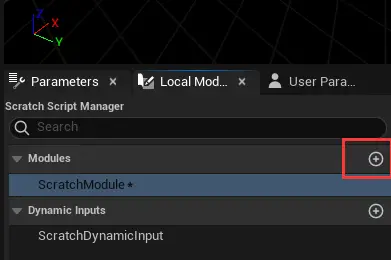 Z
X
Y
Parameters
Local Mod...
User Para...
Scratch Script Manager
Search
Modules
ScratchModule*
Dynamic Inputs
ScratchDynamicInput